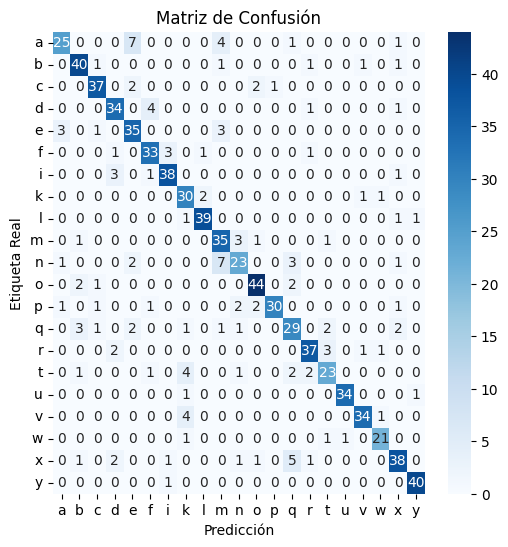 Matriz de Confusión
Etiqueta Real
a 25 0 0 0 7 0 0 0 0 4 0 0 0 1 0 0 0 0 0 1 0
b 0 40 1 0 0 0 0 0 0 1 0 0 0 0 1 0 0 1 0 1 0
c 0 0 37 0 2 0 0 0 0 0 0 2 1 0 0 0 0 0 0 0 0
d 0 0 0 34 0 4 0 0 0 0 0 0 0 0 1 0 0 0 0 1 0
e 3 0 1 0 35 0 0 0 0 3 0 0 0 0 0 0 0 0 0 0 0
f 0 0 0 1 0 33 3 0 1 0 0 0 0 0 1 0 0 0 0 0 0
i 0 0 0 3 0 1 38 0 0 0 0 0 0 0 0 0 0 0 0 1 0
k 0 0 0 0 0 0 0 30 2 0 0 0 0 0 0 0 0 1 1 0 0
l 0 0 0 0 0 0 0 1 39 0 0 0 0 0 0 0 0 0 0 1 1
m 0 1 0 0 0 0 0 0 0 35 3 1 0 0 0 1 0 0 0 0 0
n 1 0 0 0 2 0 0 0 0 7 23 0 0 3 0 0 0 0 0 1 0
o 0 2 1 0 0 0 0 0 0 0 0 44 0 2 0 0 0 0 0 0 0
p 1 0 1 0 0 1 0 0 0 0 2 2 30 0 0 0 0 0 0 1 0
q 0 3 1 0 2 0 0 1 0 1 1 0 0 29 0 2 0 0 0 2 0
r 0 0 0 2 0 0 0 0 0 0 0 0 0 0 37 3 0 1 1 0 0
t 0 1 0 0 0 1 0 4 0 0 1 0 0 2 2 23 0 0 0 0 0
u 0 0 0 0 0 0 0 1 0 0 0 0 0 0 0 0 34 0 0 0 1
v 0 0 0 0 0 0 0 4 0 0 0 0 0 0 0 0 0 34 1 0 0
w 0 0 0 0 0 0 0 1 0 0 0 0 0 0 0 1 1 0 21 0 0
x 0 1 0 2 0 0 1 0 0 0 1 1 0 5 1 0 0 0 0 38 0
y 0 0 0 0 0 0 1 0 0 0 0 0 0 0 0 0 0 0 0 0 40
a b c d e f i k l m n o p q r t u v w x y
Predicción
40
35
30
25
20
15
10
5
0